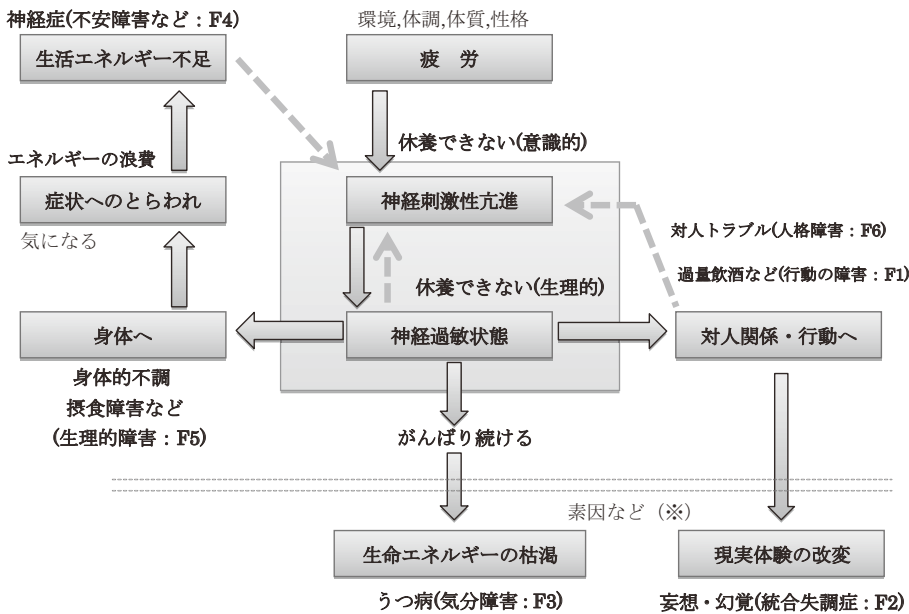 神経症(不安障害など：F4)
生活エネルギー不足
環境,体調,体質,性格
疲　労
休養できない(意識的)
エネルギーの浪費
症状へのとらわれ
気になる
神経刺激性亢進
対人トラブル(人格障害：F6)
過量飲酒など(行動の障害：F1)
休養できない(生理的)
身体へ
神経過敏状態
対人関係・行動へ
身体的不調
摂食障害など
(生理的障害：F5)
がんばり続ける
素因など（※）
生命エネルギーの枯渇
現実体験の改変
うつ病(気分障害：F3)
妄想・幻覚(統合失調症：F2)